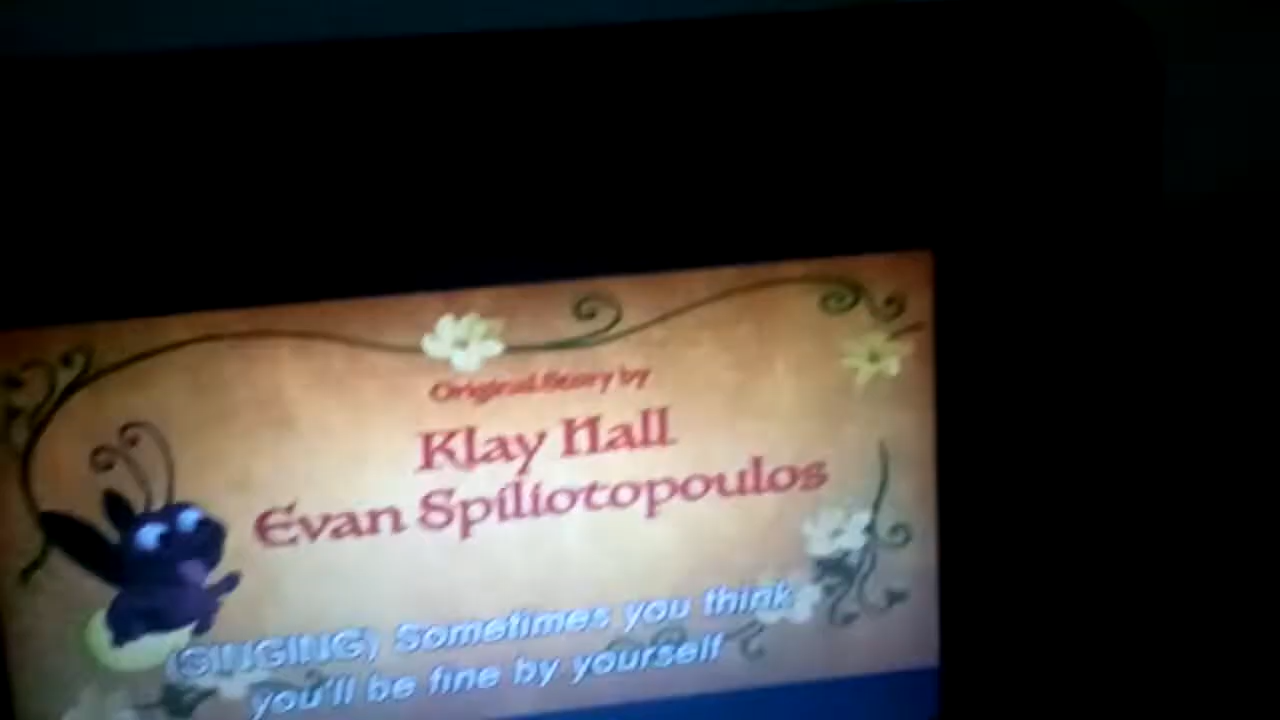 Original Story by
Klay Hall
Evan Spiliotopoulos
(SINGING) Sometimes you think
you'll be fine by yourself